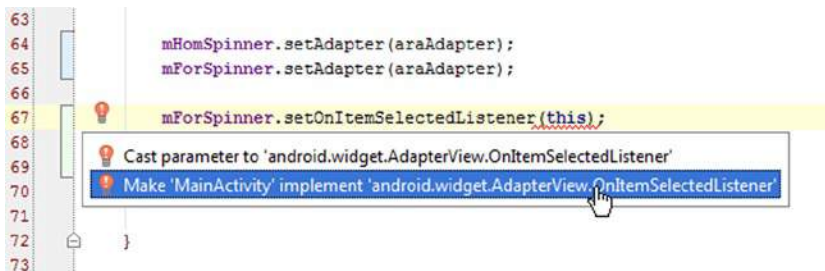 63
64 mHomSpinner.setAdapter(araAdapter);
65 mForSpinner.setAdapter(araAdapter);
66
67 mForSpinner.setOnItemSelectedListener(this);
68
Cast parameter to 'android.widget.AdapterView.OnItemSelectedListener'
69
70 Make 'MainActivity' implement 'android.widget.AdapterView.OnItemSelectedListener'
71
72 }
73